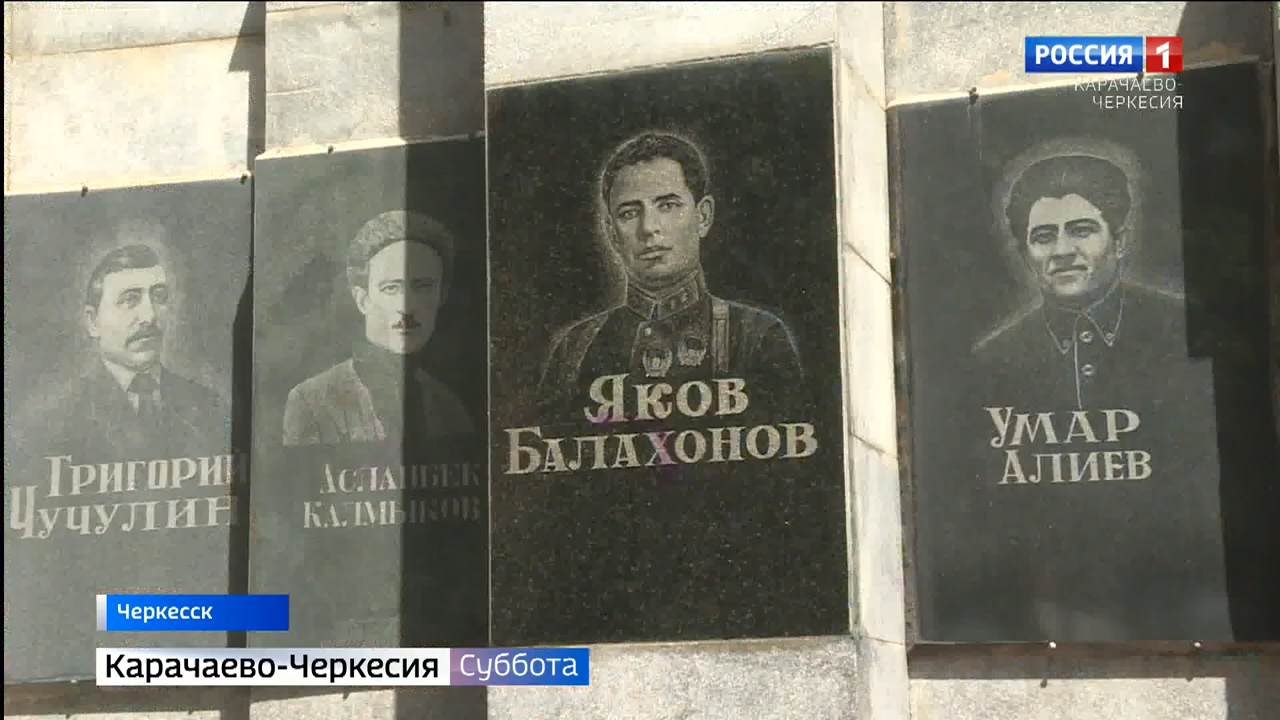 РОССИЯ 1
КАРАЧАЕВО-
ЧЕРКЕСИЯ
ГРИГОРИЙ
ЧУЧУЛИН
АСЛАНБЕК
КАЛМЫКОВ
ЯКОВ
БАЛАХОНОВ
УМАР
АЛИЕВ
Черкесск
Карачаево-Черкесия Суббота